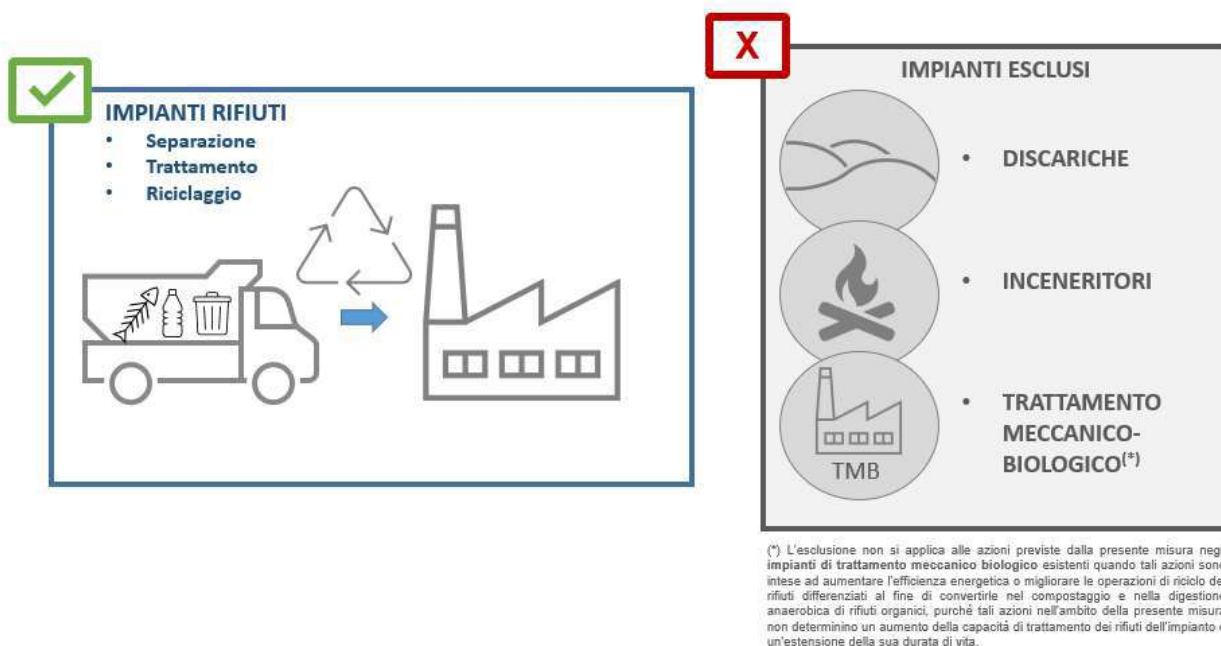 IMPIANTI RIFIUTI
• Separazione
• Trattamento
• Riciclaggio
X
IMPIANTI ESCLUSI
• DISCARICHE
• INCENERITORI
TMB
• TRATTAMENTO
MECCANICO-
BIOLOGICO(*)
(*) L'esclusione non si applica alle azioni previste dalla presente misura negl
impianti di trattamento meccanico biologico esistenti quando tali azioni sono
intese ad aumentare l'efficienza energetica o migliorare le operazioni di riciclo de
rifiuti differenziati al fine di convertirle nel compostaggio e nella digestione
anaerobica di rifiuti organici, purché tali azioni nell'ambito della presente misura
non determinino un aumento della capacità di trattamento dei rifiuti dell'impianto o
un'estensione della sua durata di vita.